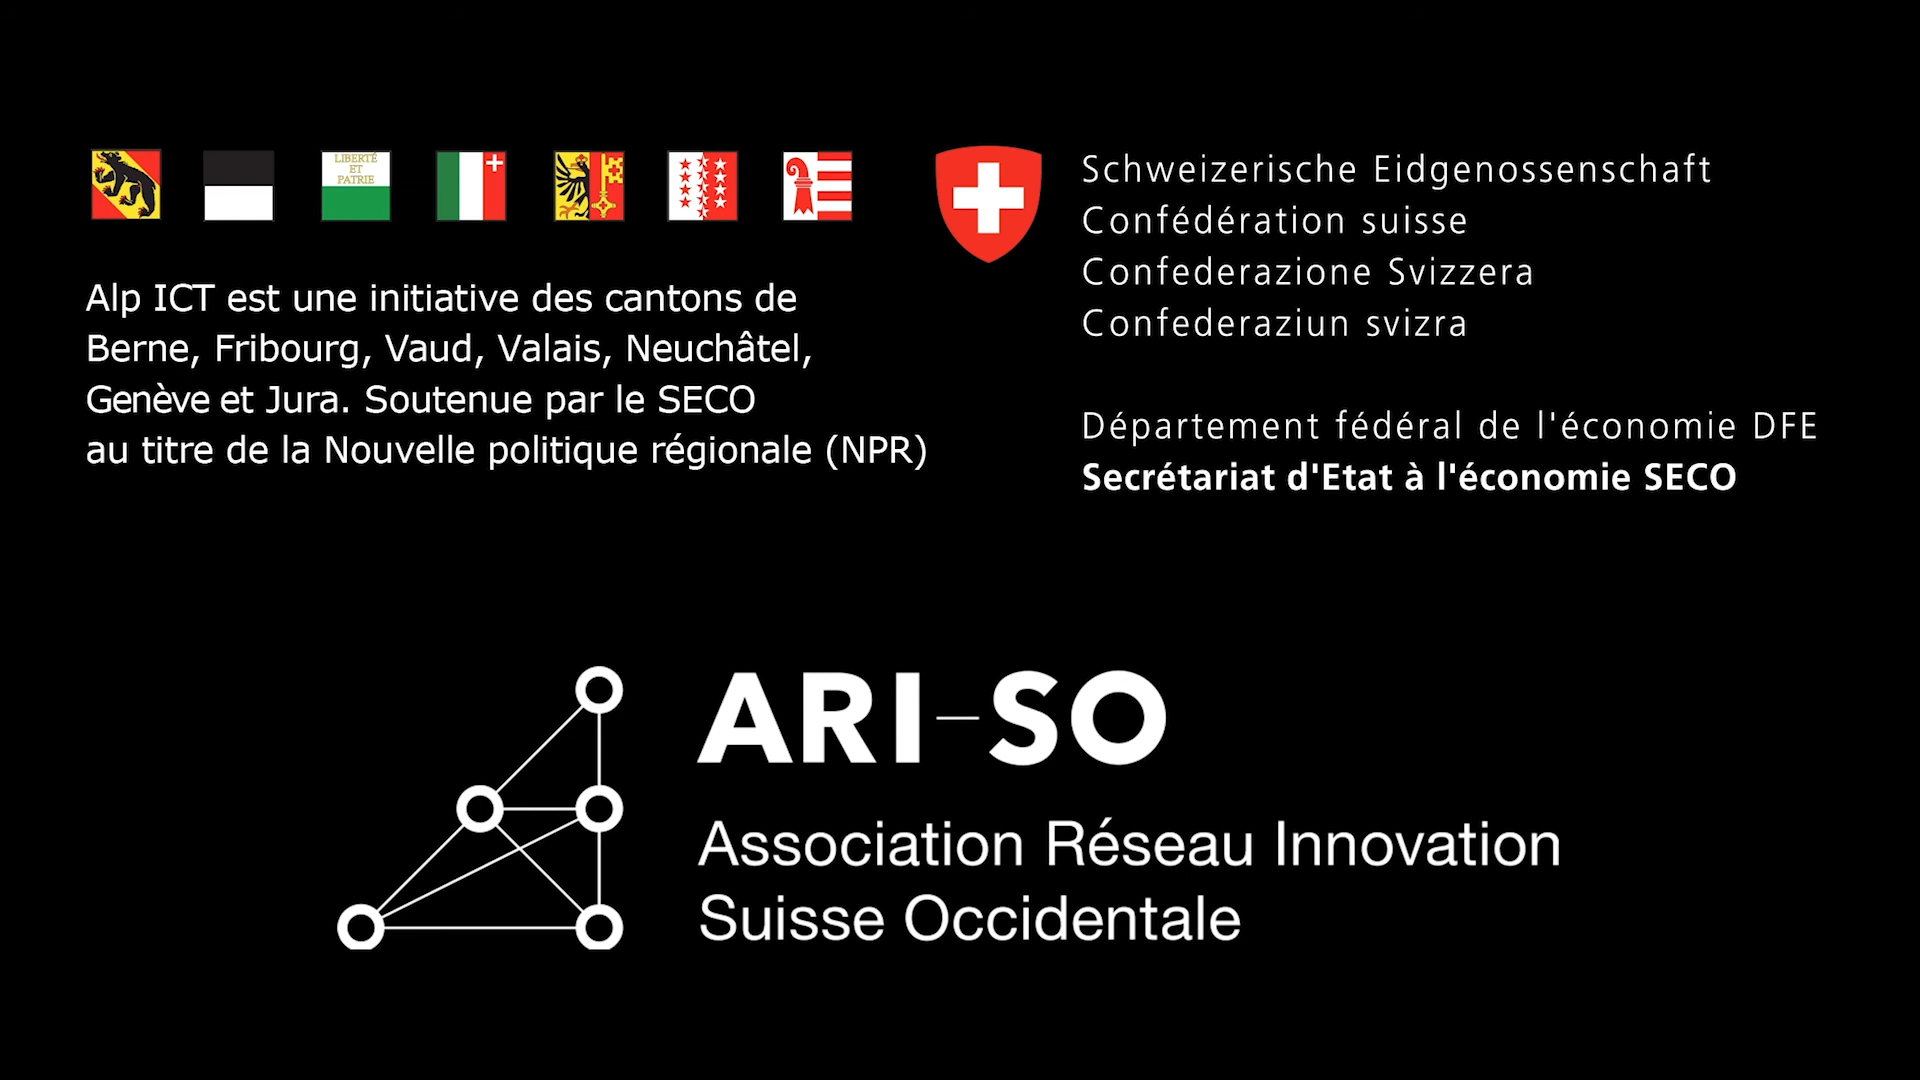 LIBERTÉ
ET
PATRIE
Alp ICT est une initiative des cantons de
Berne, Fribourg, Vaud, Valais, Neuchâtel,
Genève et Jura. Soutenue par le SECO
au titre de la Nouvelle politique régionale (NPR)
Schweizerische Eidgenossenschaft
Confédération suisse
Confederazione Svizzera
Confederaziun svizra
Département fédéral de l'économie DFE
Secrétariat d'Etat à l'économie SECO
ARI-SO
Association Réseau Innovation
Suisse Occidentale